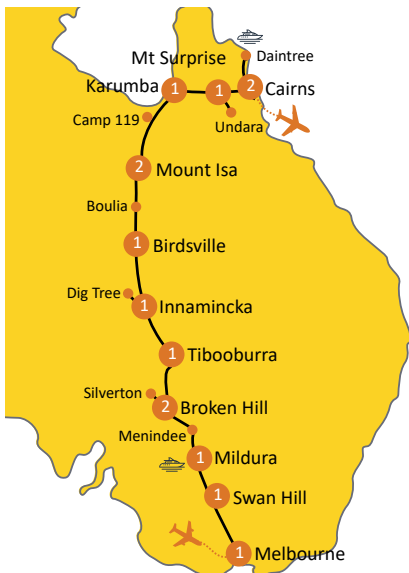 Mt Surprise
Daintree
Karumba
1
1
2
Cairns
Camp 119
Undara
2
Mount Isa
Boulia
1
Birdsville
Dig Tree
1
Innamincka
1
Tibooburra
Silverton
2
Broken Hill
Menindee
1
Mildura
1
Swan Hill
1
Melbourne